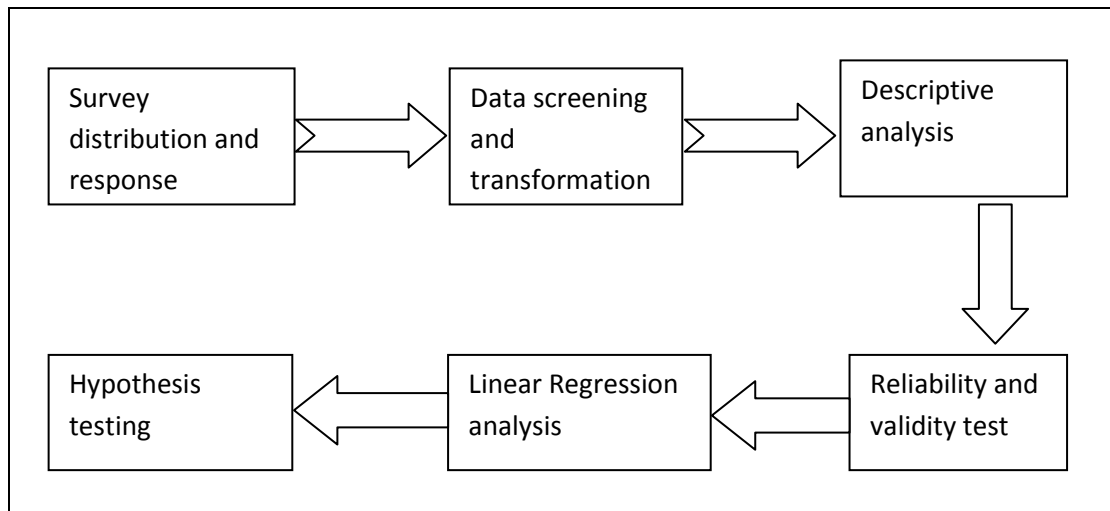 Survey
distribution and
response
Data screening
and
transformation
Descriptive
analysis
Reliability and
validity test
Linear Regression
analysis
Hypothesis
testing